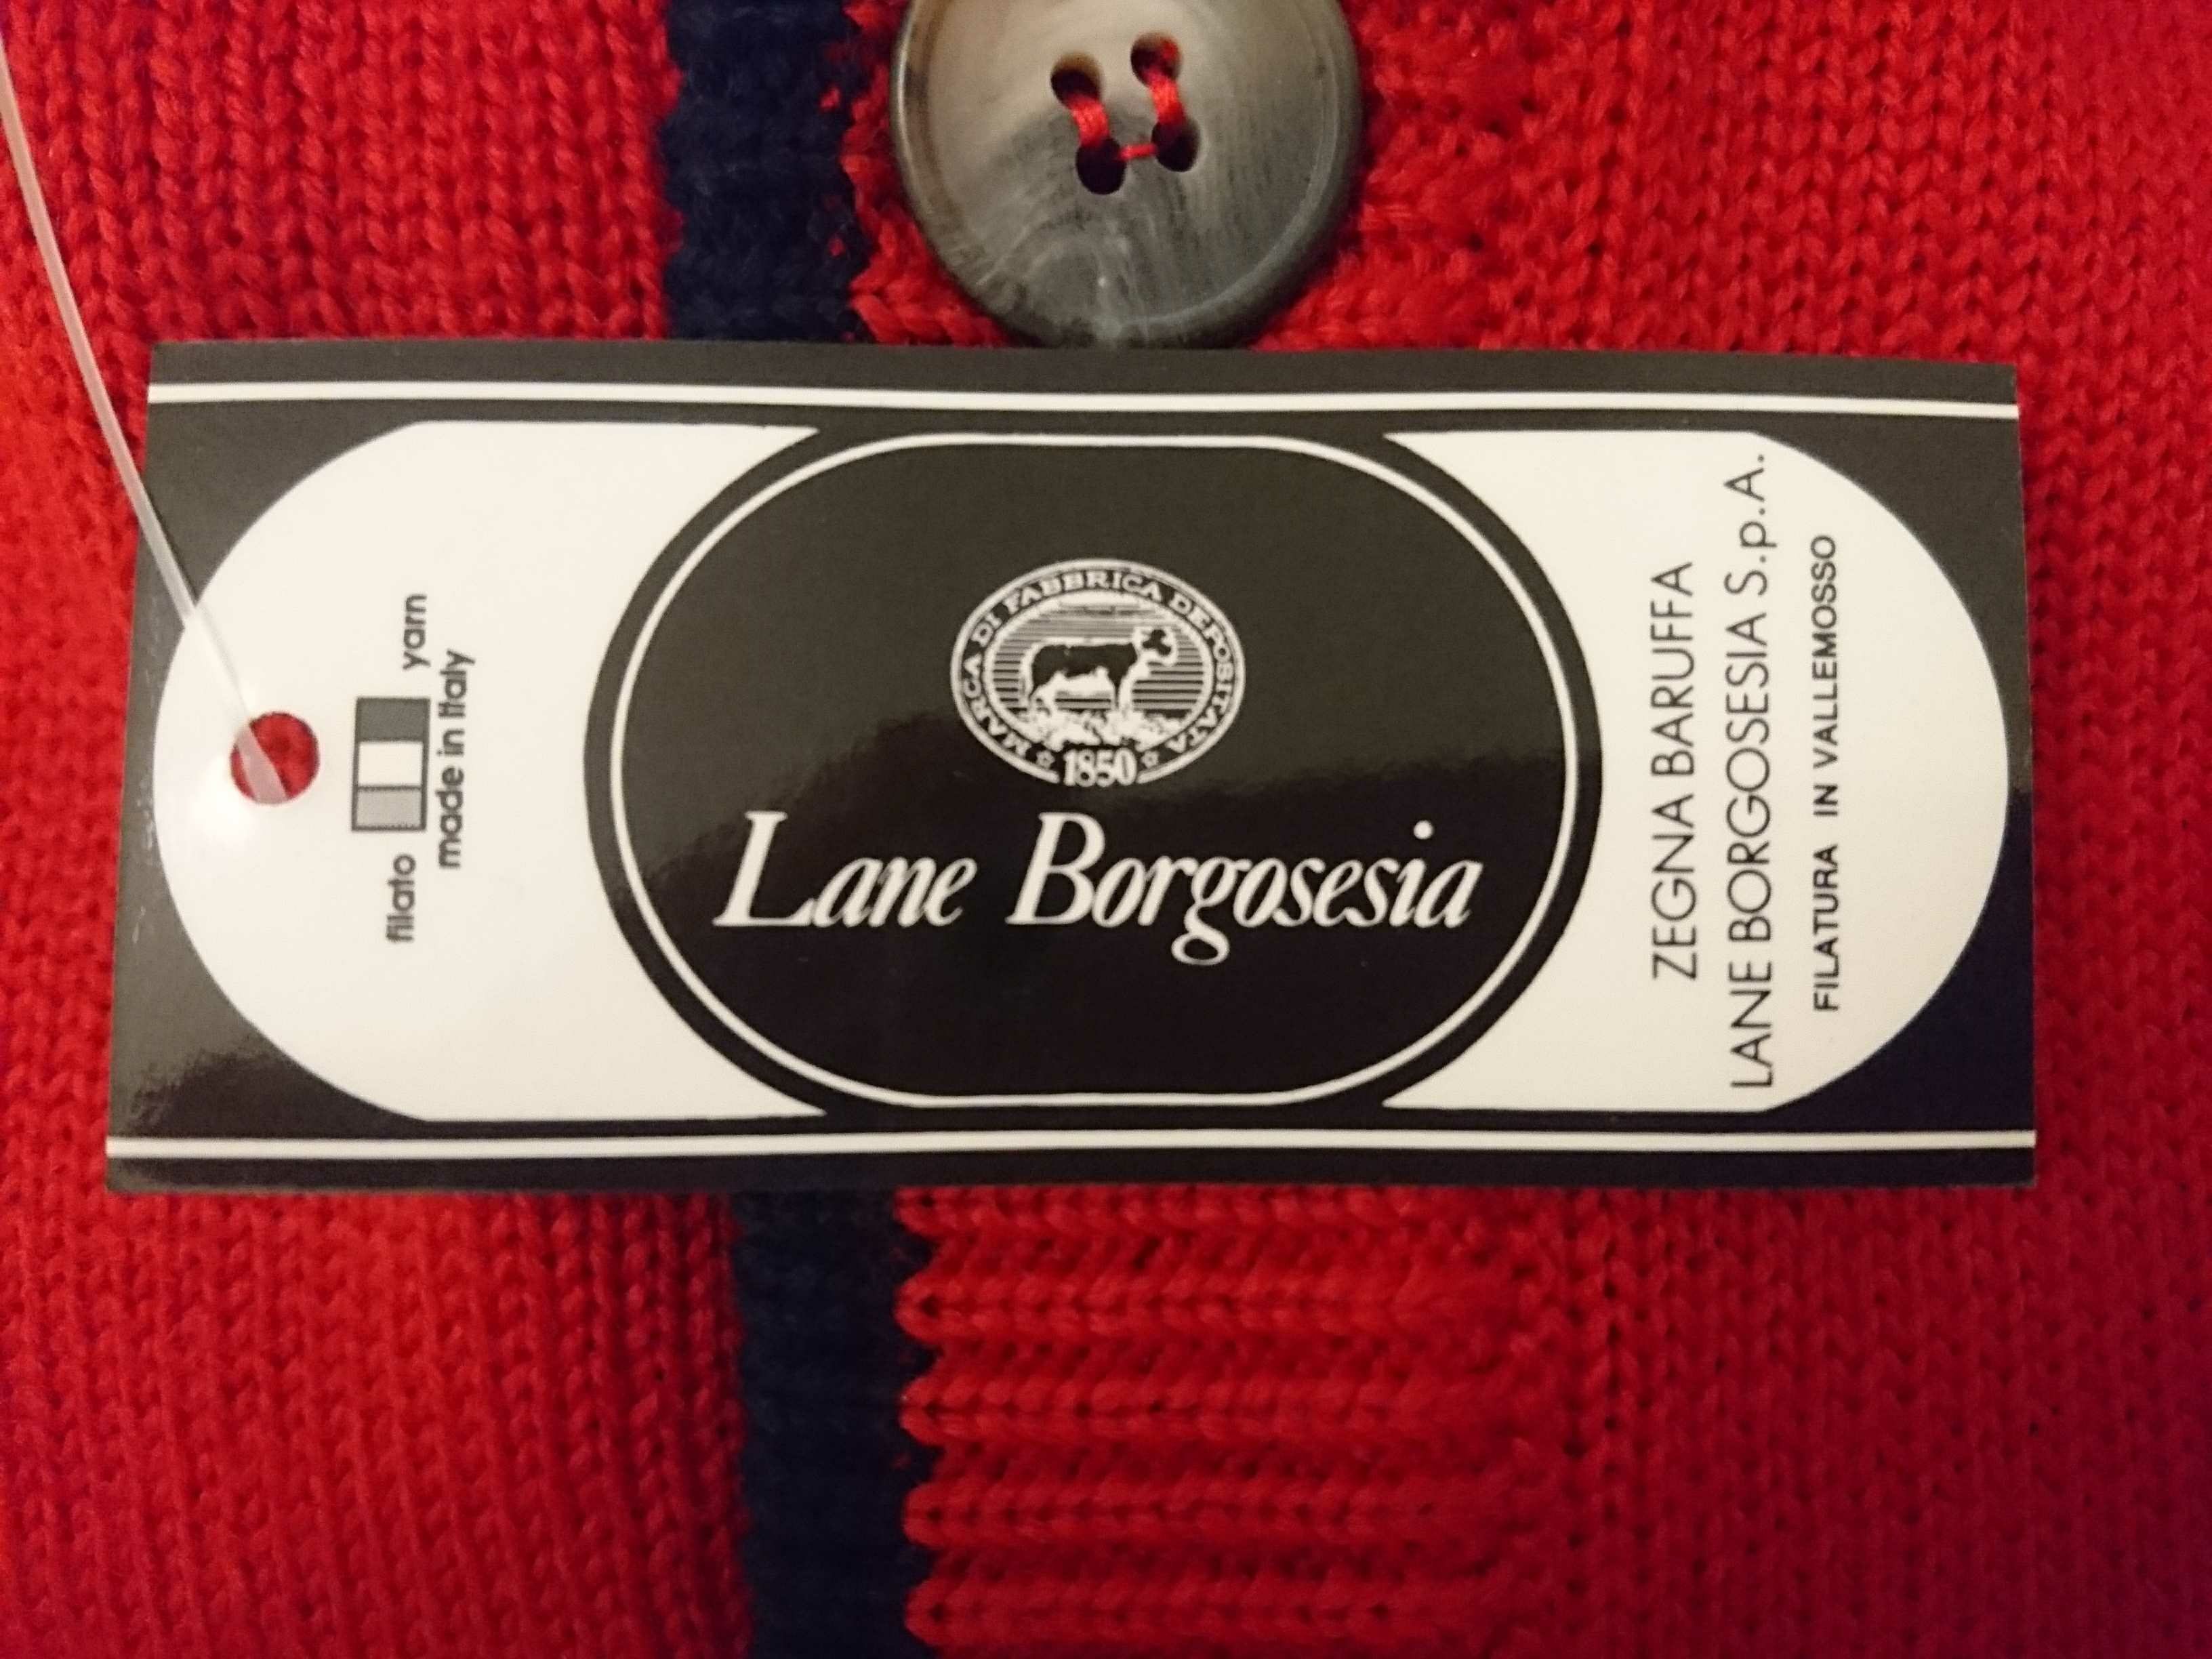 filato yarn
made in Italy
MARCA DI FABBRICA DEPOSITATA
1850
Lane Borgosesia
ZEGNA BARUFFA
LANE BORGOSESIA S.p.A.
FILATURA IN VALLEMOSSO